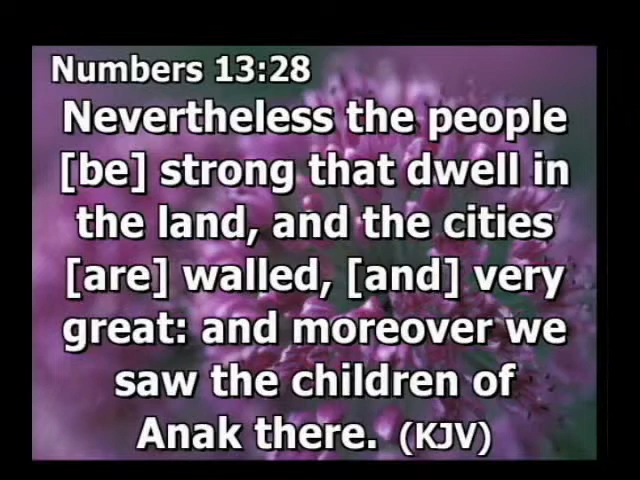 Numbers 13:28
Nevertheless the people
[be] strong that dwell in
the land, and the cities
[are] walled, [and] very
great: and moreover we
saw the children of
Anak there. (KJV)